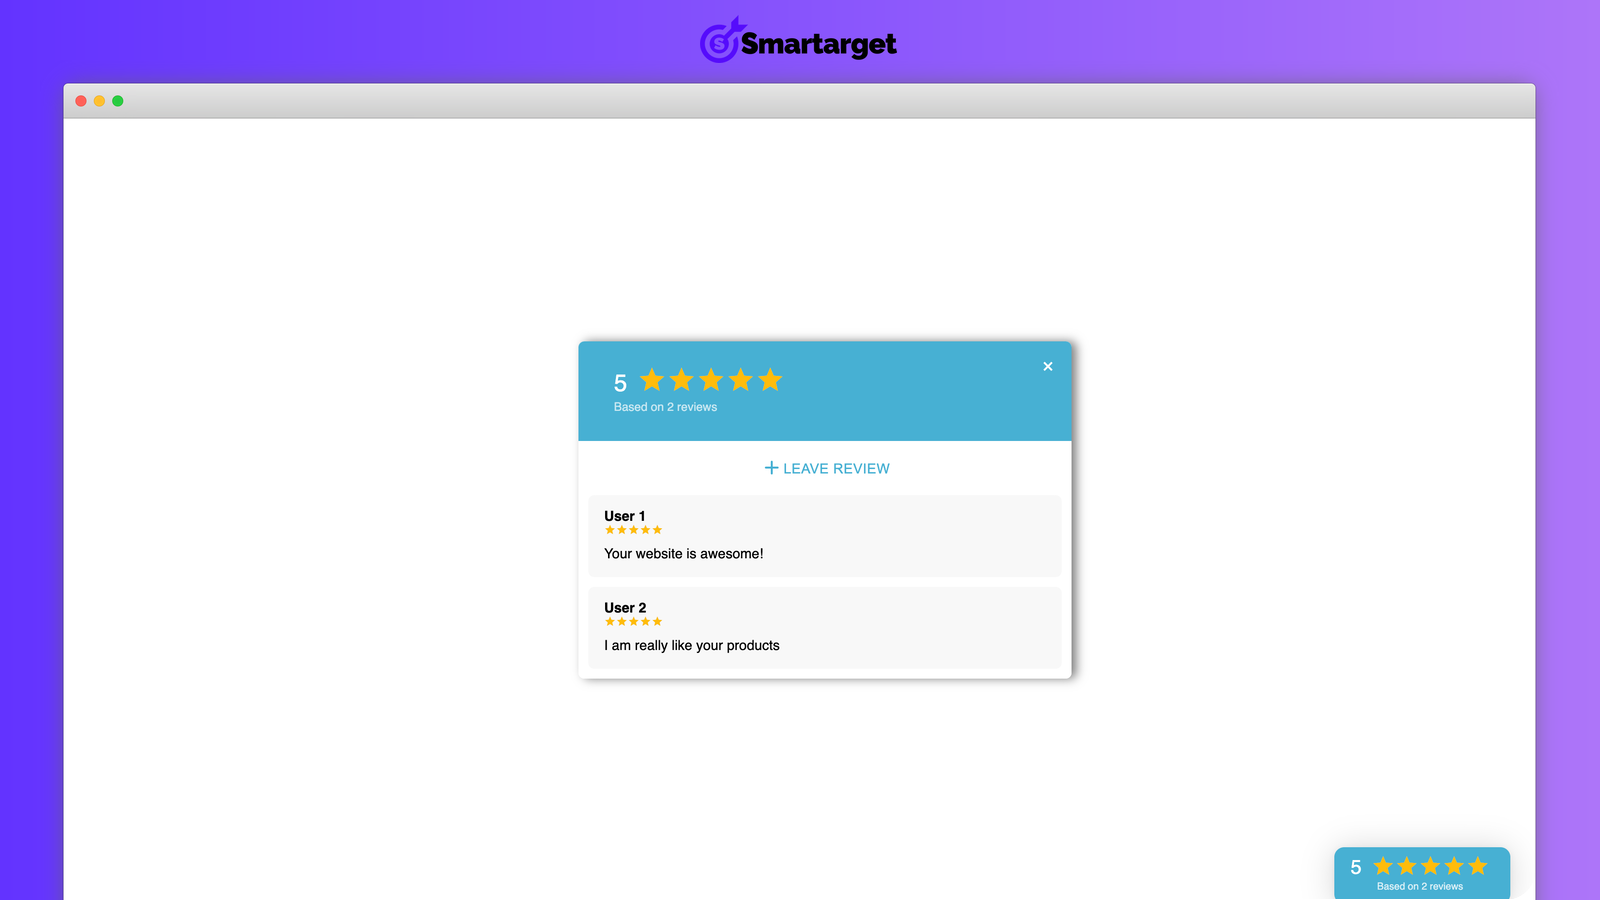 Smartarget
5
Based on 2 reviews
×
+ LEAVE REVIEW
User 1
Your website is awesome!
User 2
I am really like your products
5
Based on 2 reviews